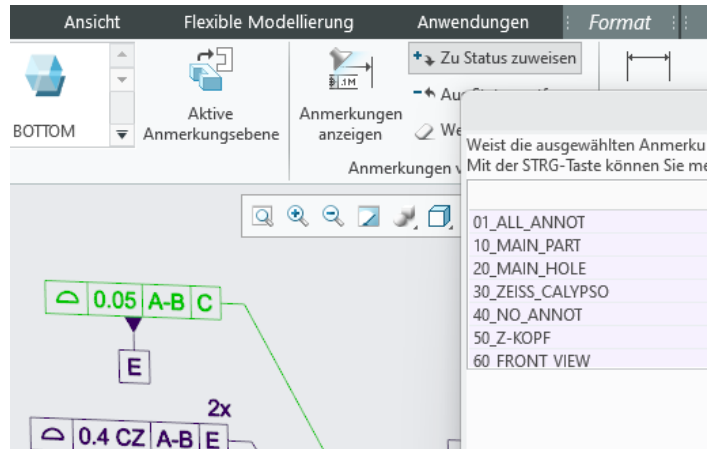 Ansicht Flexible Modellierung Anwendungen Format
BOTTOM
Aktive
Anmerkungsebene
.1M
Anmerkungen
anzeigen
Zu Status zuweisen
Anmerkungen
Weist die ausgewählten
Mit der STRG-Taste können Sie
01_ALL_ANNOT
10_MAIN_PART
20_MAIN_HOLE
30_ZEISS_CALYPSO
40_NO_ANNOT
50_Z-KOPF
60 FRONT VIEW
0.05 A-B C
E
2x
0.4 CZ A-B E